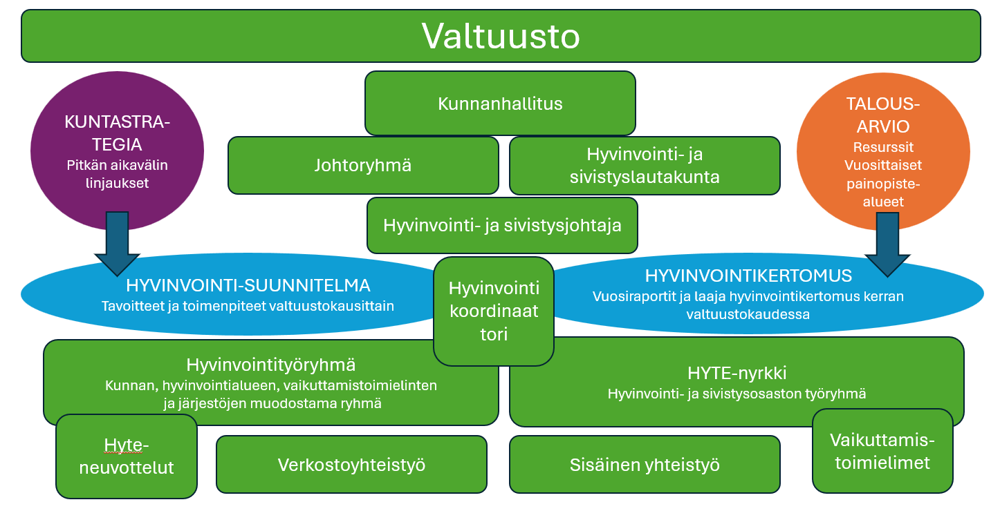 Valtuusto
KUNTASTRA-
TEGIA
Pitkän aikavälin
linjaukset
Kunnanhallitus
TALOUS-
ARVIO
Resurssit
Vuosittaiset
painopiste-
alueet
Johtoryhmä
Hyvinvointi- ja
sivistyslautakunta
Hyvinvointi- ja sivistysjohtaja
HYVINVOINTI-SUUNNITELMA
Tavoitteet ja toimenpiteet valtuustokausittain
Hyvinvointi
koordinaat
tori
HYVINVOINTIKERTOMUS
Vuosiraportit ja laaja hyvinvointikertomus kerran
valtuustokaudessa
Hyvinvointityöryhmä
Kunnan, hyvinvointialueen, vaikuttamistoimielinten
ja järjestöjen muodostama ryhmä
HYTE-nyrkki
Hyvinvointi- ja sivistysosaston työryhmä
Hyte-
neuvottelut
Verkostoyhteistyö
Sisäinen yhteistyö
Vaikuttamis-
toimielimet